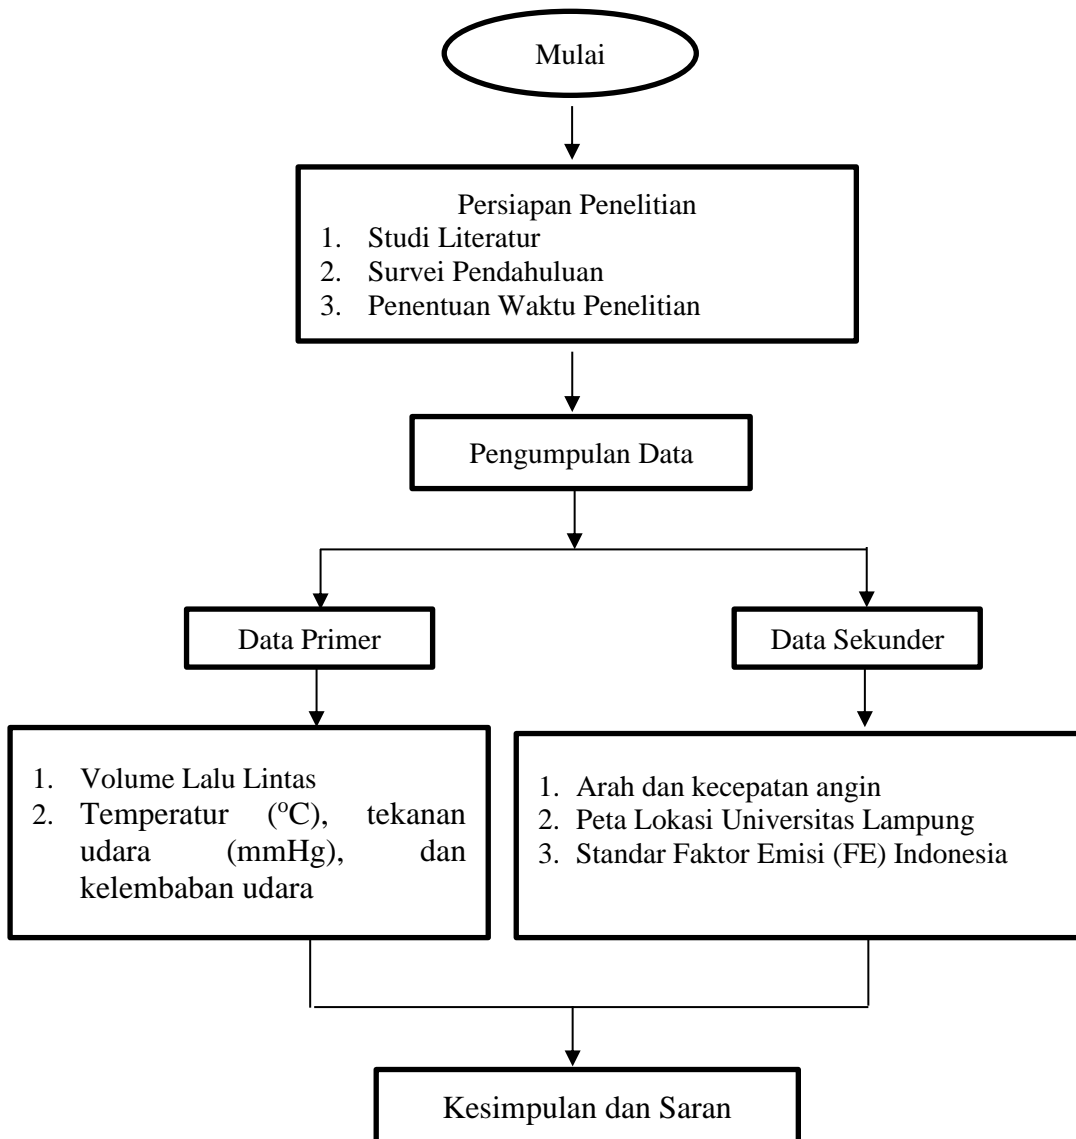 Mulai
Persiapan Penelitian
1. Studi Literatur
2. Survei Pendahuluan
3. Penentuan Waktu Penelitian
Pengumpulan Data
Data Primer
Data Sekunder
1. Volume Lalu Lintas
2. Temperatur (°C), tekanan
udara (mmHg), dan
kelembaban udara
1. Arah dan kecepatan angin
2. Peta Lokasi Universitas Lampung
3. Standar Faktor Emisi (FE) Indonesia
Kesimpulan dan Saran